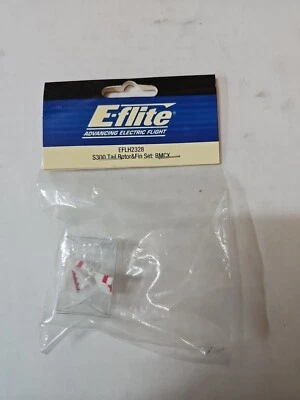 E-flite
ADVANCING ELECTRIC FLIGHT
EFLH2328
S300 Tail Rotor&Fin Set: BMCX